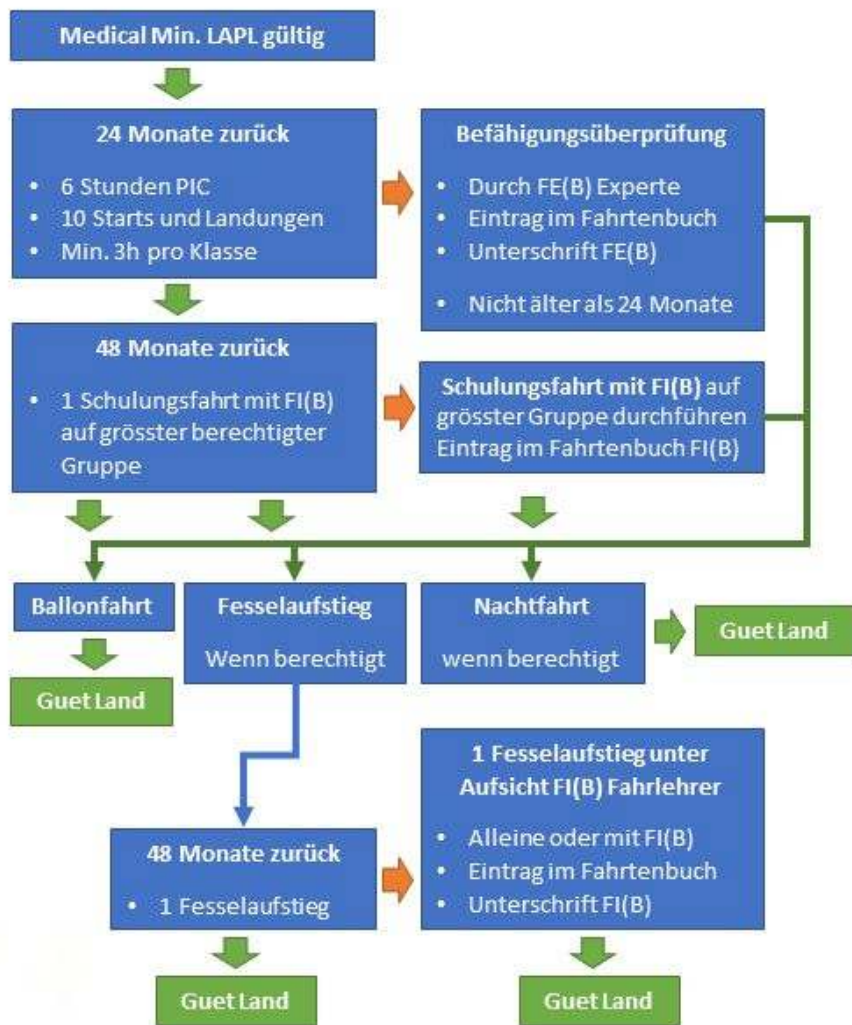 Medical Min. LAPL gültig
24 Monate zurück
• 6 Stunden PIC
• 10 Starts und Landungen
• Min. 3h pro Klasse
Befähigungsüberprüfung
• Durch FE(B) Experte
• Eintrag im Fahrtenbuch
• Unterschrift FE(B)
• Nicht älter als 24 Monate
48 Monate zurück
• 1 Schulungsfahrt mit FI(B)
auf grösster berechtigter
Gruppe
Schulungsfahrt mit FI(B) auf
grösster Gruppe durchführen
Eintrag im Fahrtenbuch FI(B)
Ballonfahrt
Fesselaufstieg
Wenn berechtigt
Nachtfahrt
wenn berechtigt
Guet Land
Guet Land
1 Fesselaufstieg unter
Aufsicht FI(B) Fahrlehrer
• Alleine oder mit FI(B)
• Eintrag im Fahrtenbuch
• Unterschrift FI(B)
48 Monate zurück
• 1 Fesselaufstieg
Guet Land
Guet Land